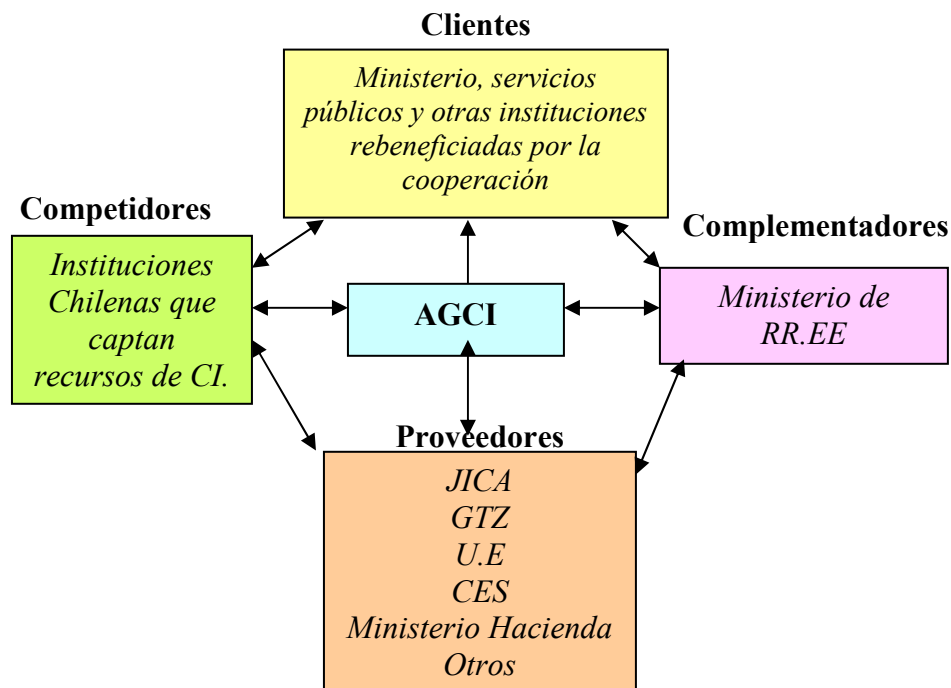 Clientes
Ministerio, servicios
públicos y otras instituciones
rebeneficiadas por la
cooperación
Competidores
Instituciones
Chilenas que
captan
recursos de CI.
AGCI
Complementadores
Ministerio de
RR.EE
Proveedores
JICA
GTZ
U.E
CES
Ministerio Hacienda
Otros